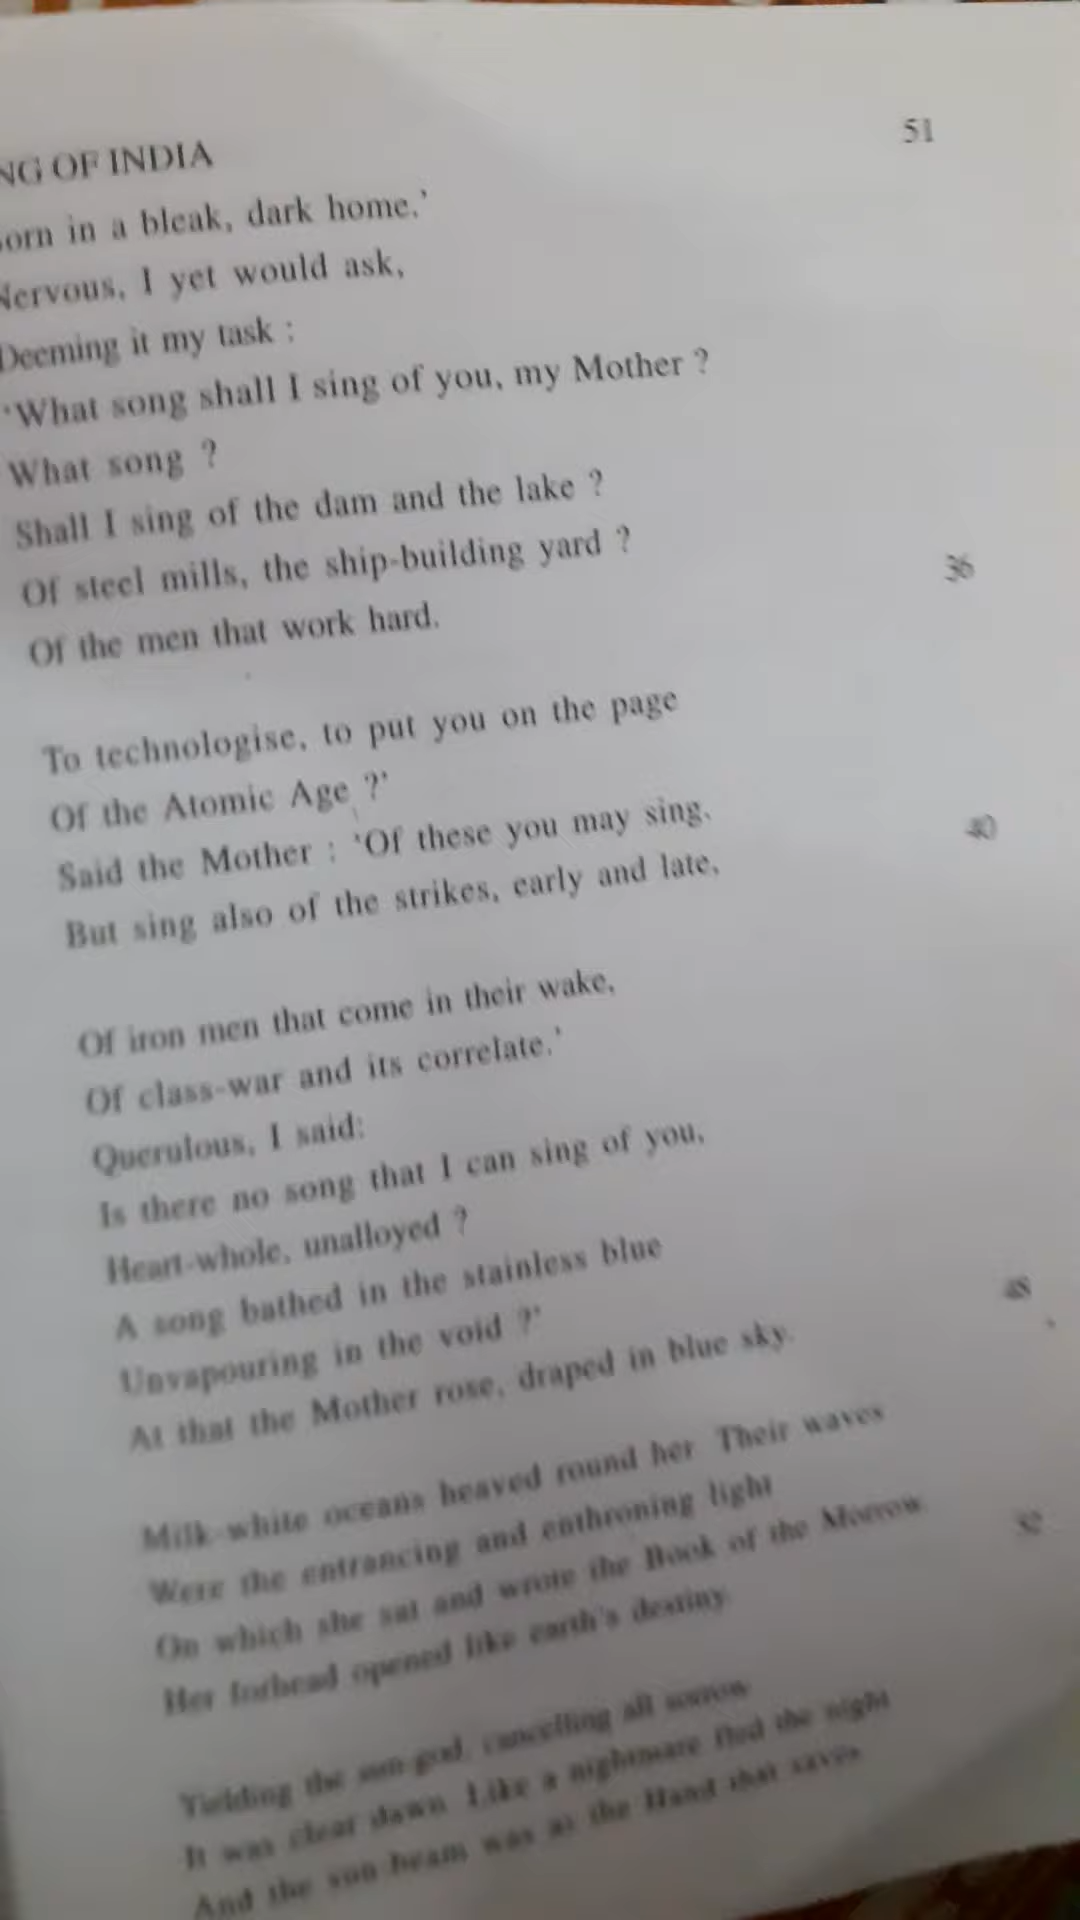 51
NG OF INDIA
orn in a bleak, dark home.'
Nervous, I yet would ask,
Deeming it my task :
'What song shall I sing of you, my Mother ?
What song ?
Shall I sing of the dam and the lake ?
Of steel mills, the ship-building yard ?
Of the men that work hard.
36
To technologise, to put you on the page
Of the Atomic Age ?'
Said the Mother : 'Of these you may sing.
40
But sing also of the strikes, early and late,
Of iron men that come in their wake,
Of class-war and its correlate.'
Querulous, I said:
Is there no song that I can sing of you,
Heart-whole, unalloyed ?
A song bathed in the stainless blue
48
Unvapouring in the void ?'
At that the Mother rose, draped in blue sky.
Milk-white oceans heaved round her Their waves
Were the entrancing and enthroning light
On which she sat and wrote the Book of the Morrow.
52
Her forhead opened like earth's destiny.
Yielding the sun-god, cancelling all sorrow
It was clear dawn. Like a nightmare fled the night
And the sun-beam was as the Hand that saves